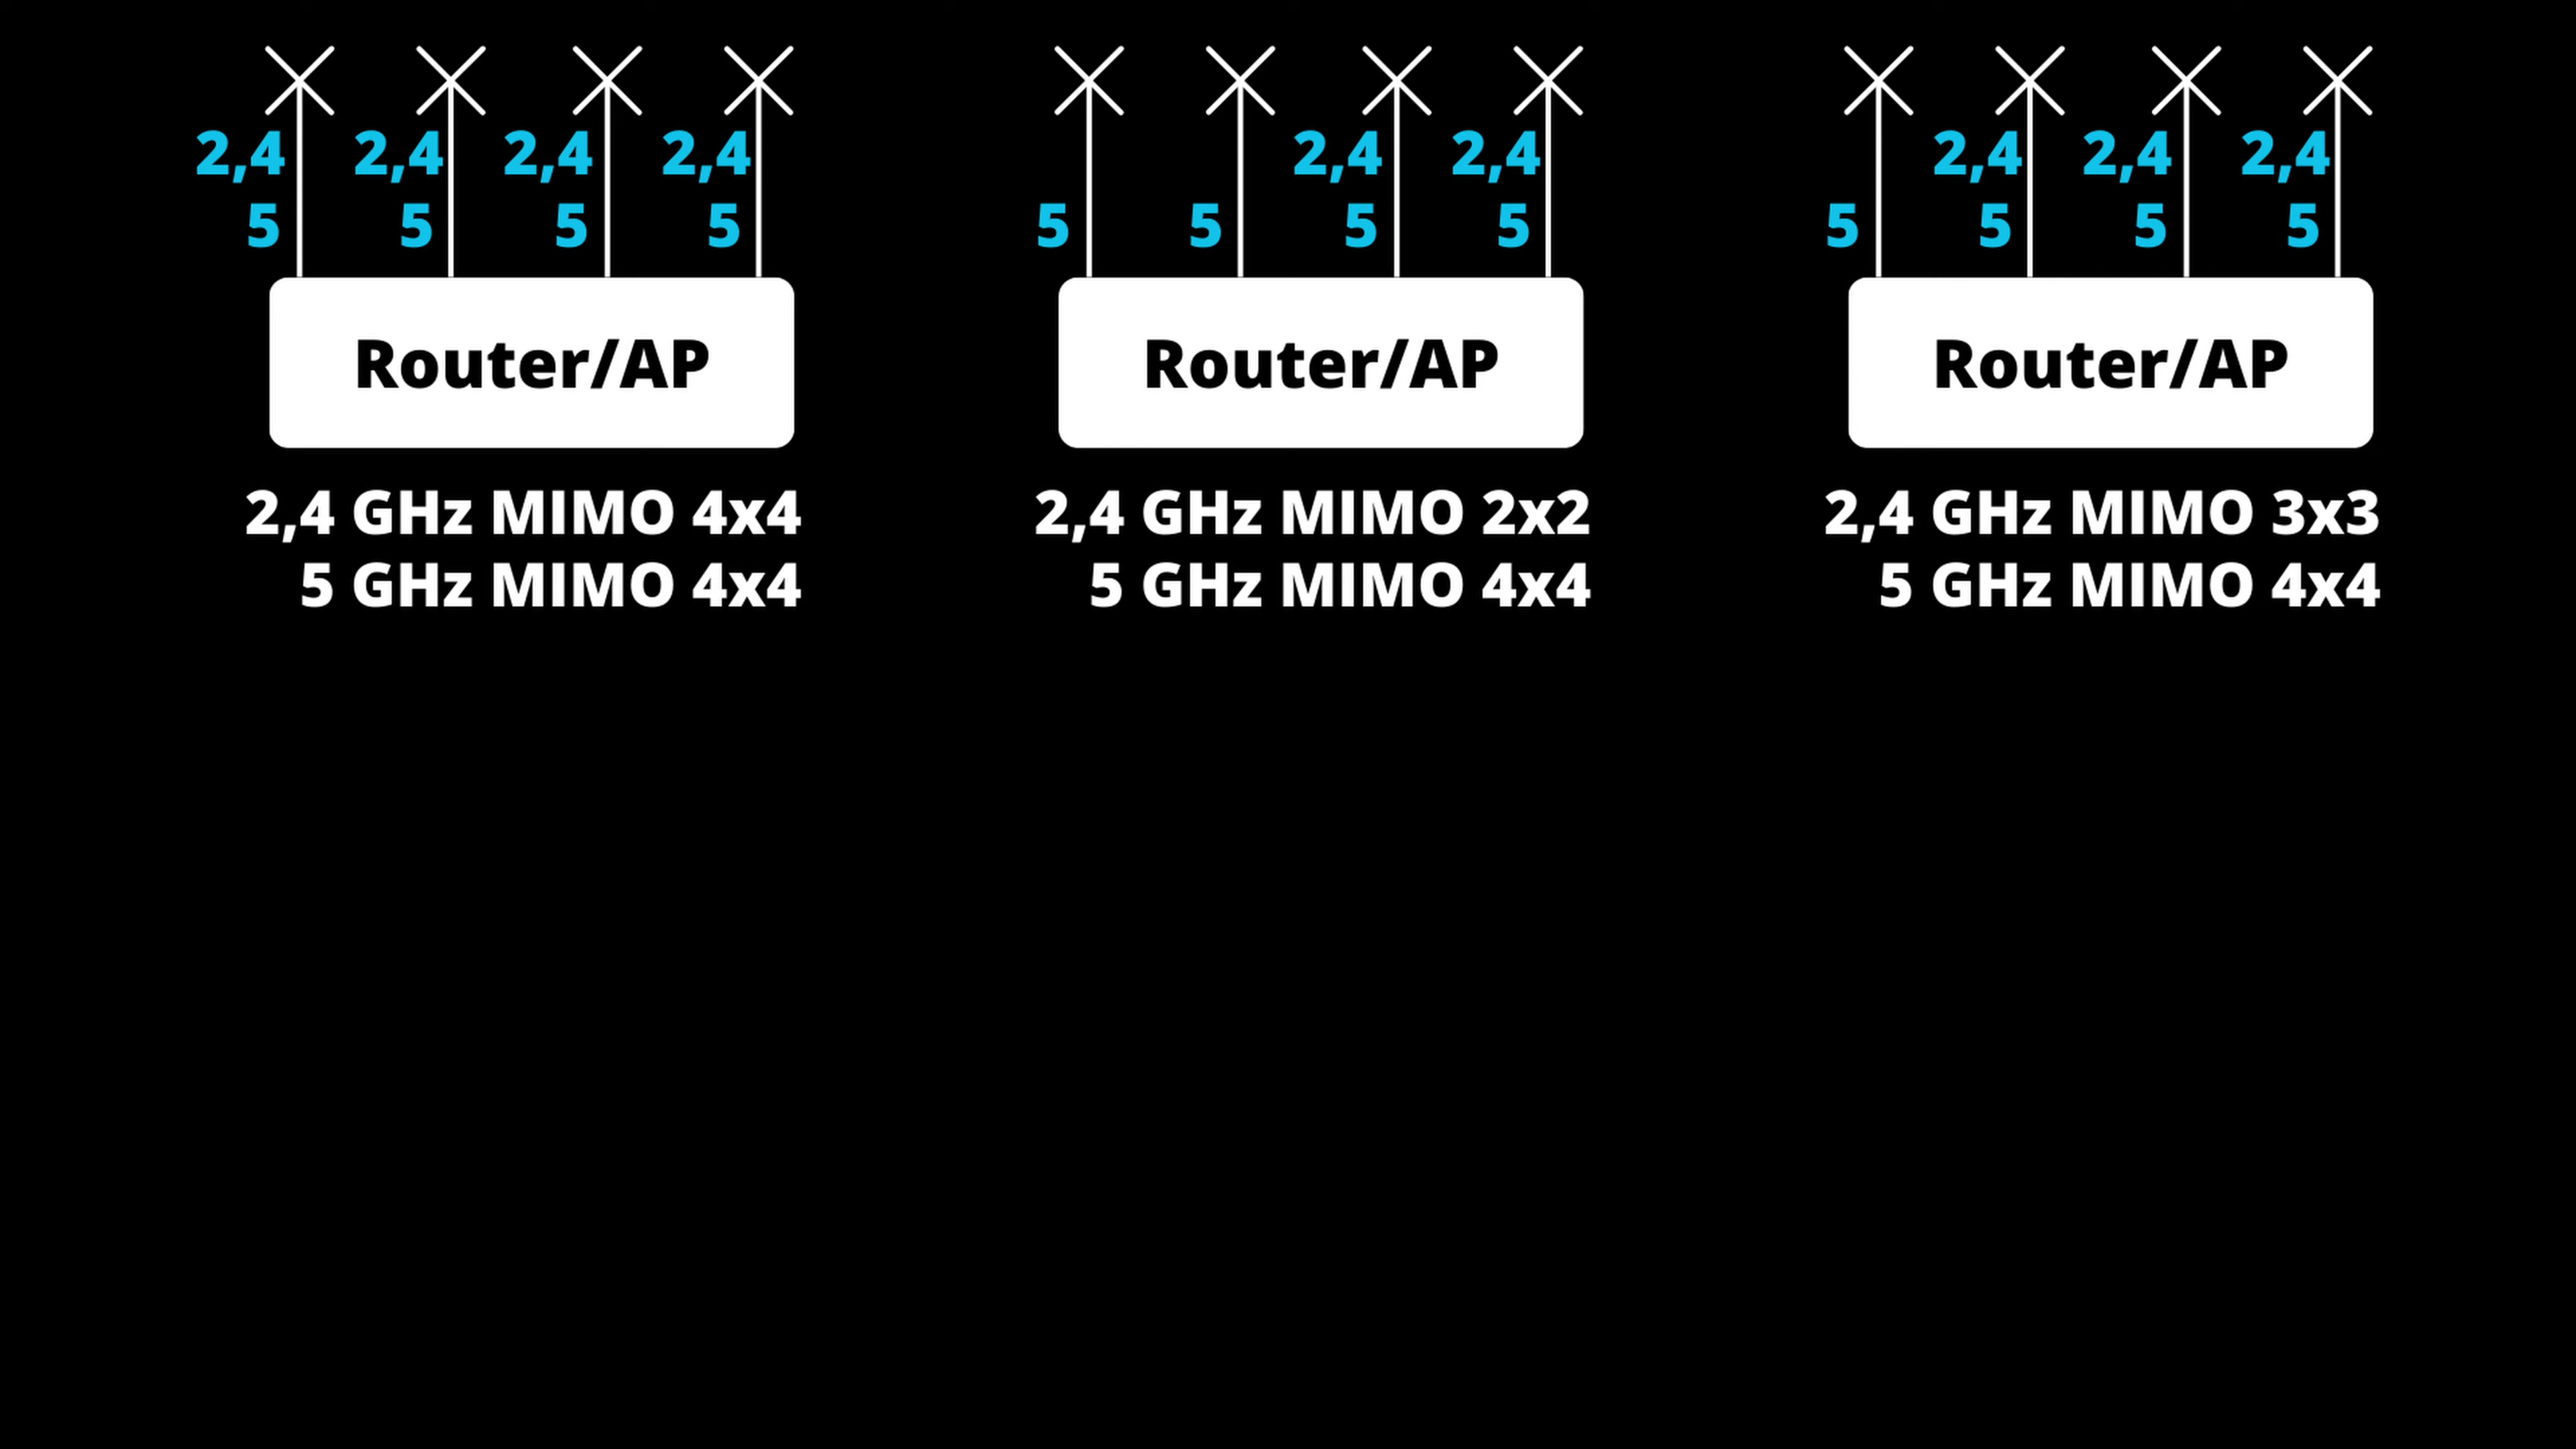 2,4 2,4 2,4 2,4
5 5 5 5
Router/AP
2,4 GHz MIMO 4x4
5 GHz MIMO 4x4
2,4 2,4
5 5 5 5
Router/AP
2,4 GHz MIMO 2x2
5 GHz MIMO 4x4
2,4 2,4 2,4
5 5 5 5
Router/AP
2,4 GHz MIMO 3x3
5 GHz MIMO 4x4